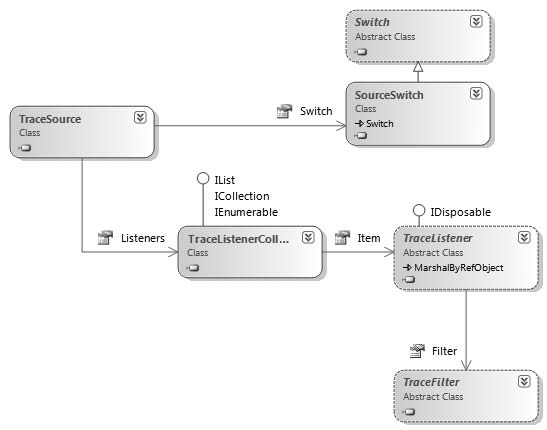 Switch
Abstract Class
SourceSwitch
Class
Switch
TraceSource
Class
Switch
IList
ICollection
IEnumerable
IDisposable
Listeners
TraceListenerColl...
Class
Item
TraceListener
Abstract Class
MarshalByRefObject
Filter
TraceFilter
Abstract Class